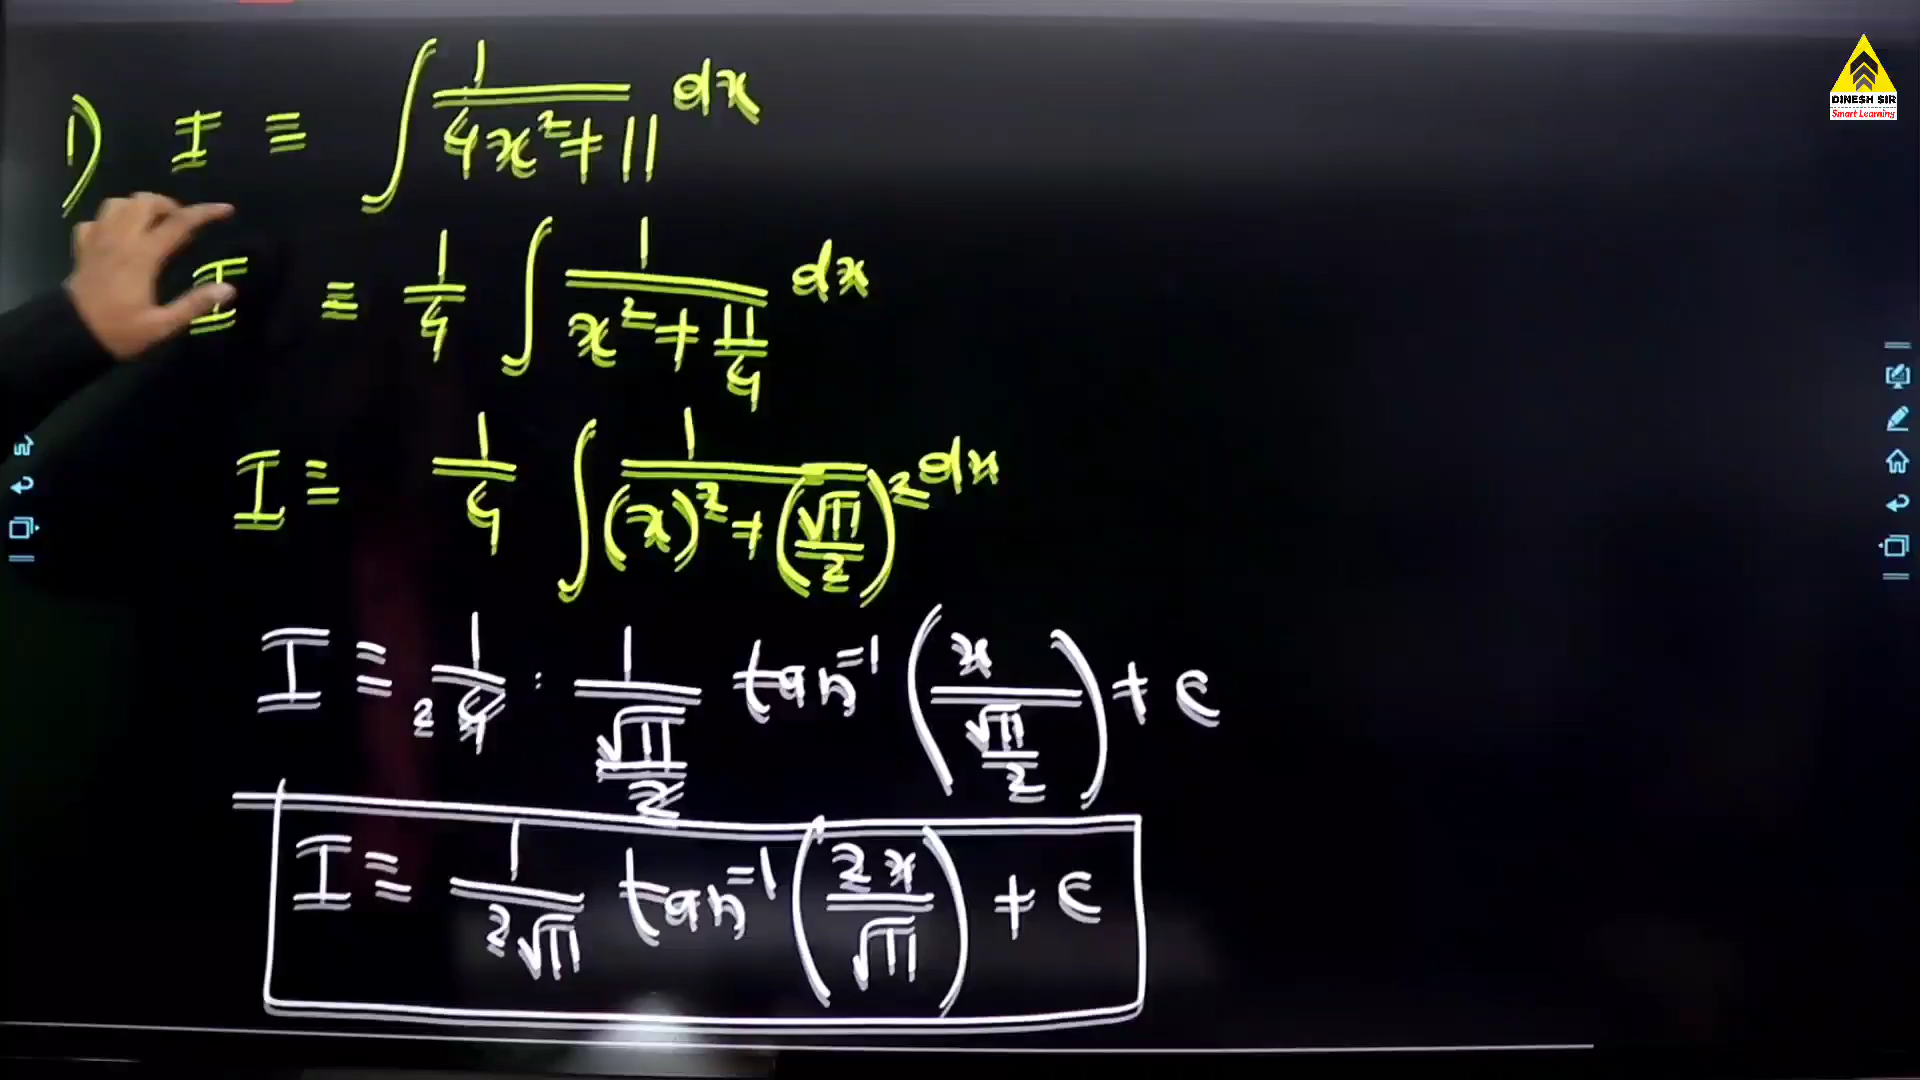 1) I = ∫ 1/(4x²+11) dx
I = 1/4 ∫ 1/(x²+11/4) dx
I = 1/4 ∫ 1/((x)²+(√11/2)²) dx
I = 1/4 · 1/(√11/2) tan⁻¹(x/(√11/2)) + c
2
I = 1/(2√11) tan⁻¹(2x/√11) + c
DINESH SIR
Smart Learning